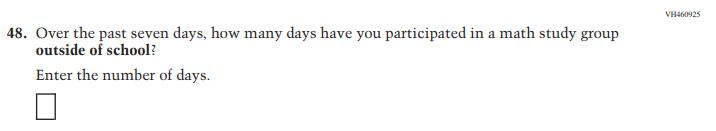 VH460925
48. Over the past seven days, how many days have you participated in a math study group
outside of school?
Enter the number of days.